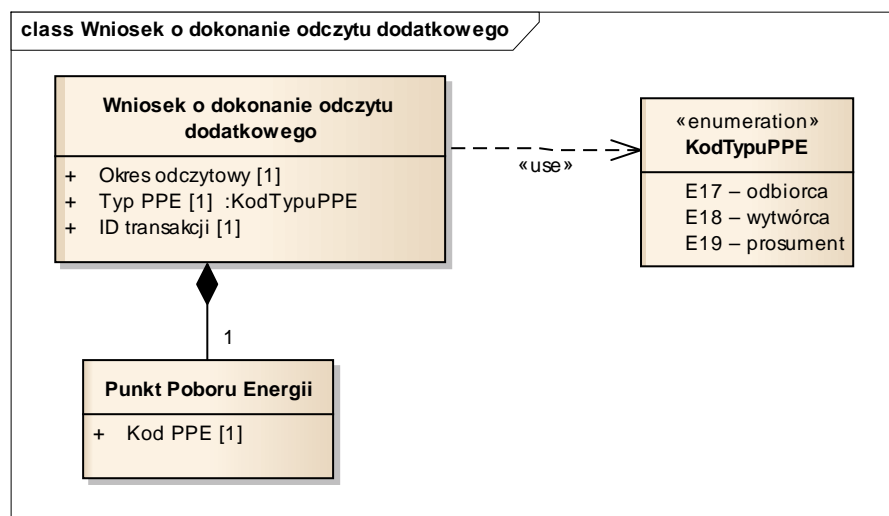 class Wniosek o dokonanie odczytu dodatkowego
Wniosek o dokonanie odczytu
dodatkowego
+ Okres odczytowy [1]
+ Typ PPE [1] :KodTypuPPE
+ ID transakcji [1]
«use»
«enumeration»
KodTypuPPE
E17 – odbiorca
E18 – wytwórca
E19 – prosument
1
Punkt Poboru Energii
+ Kod PPE [1]